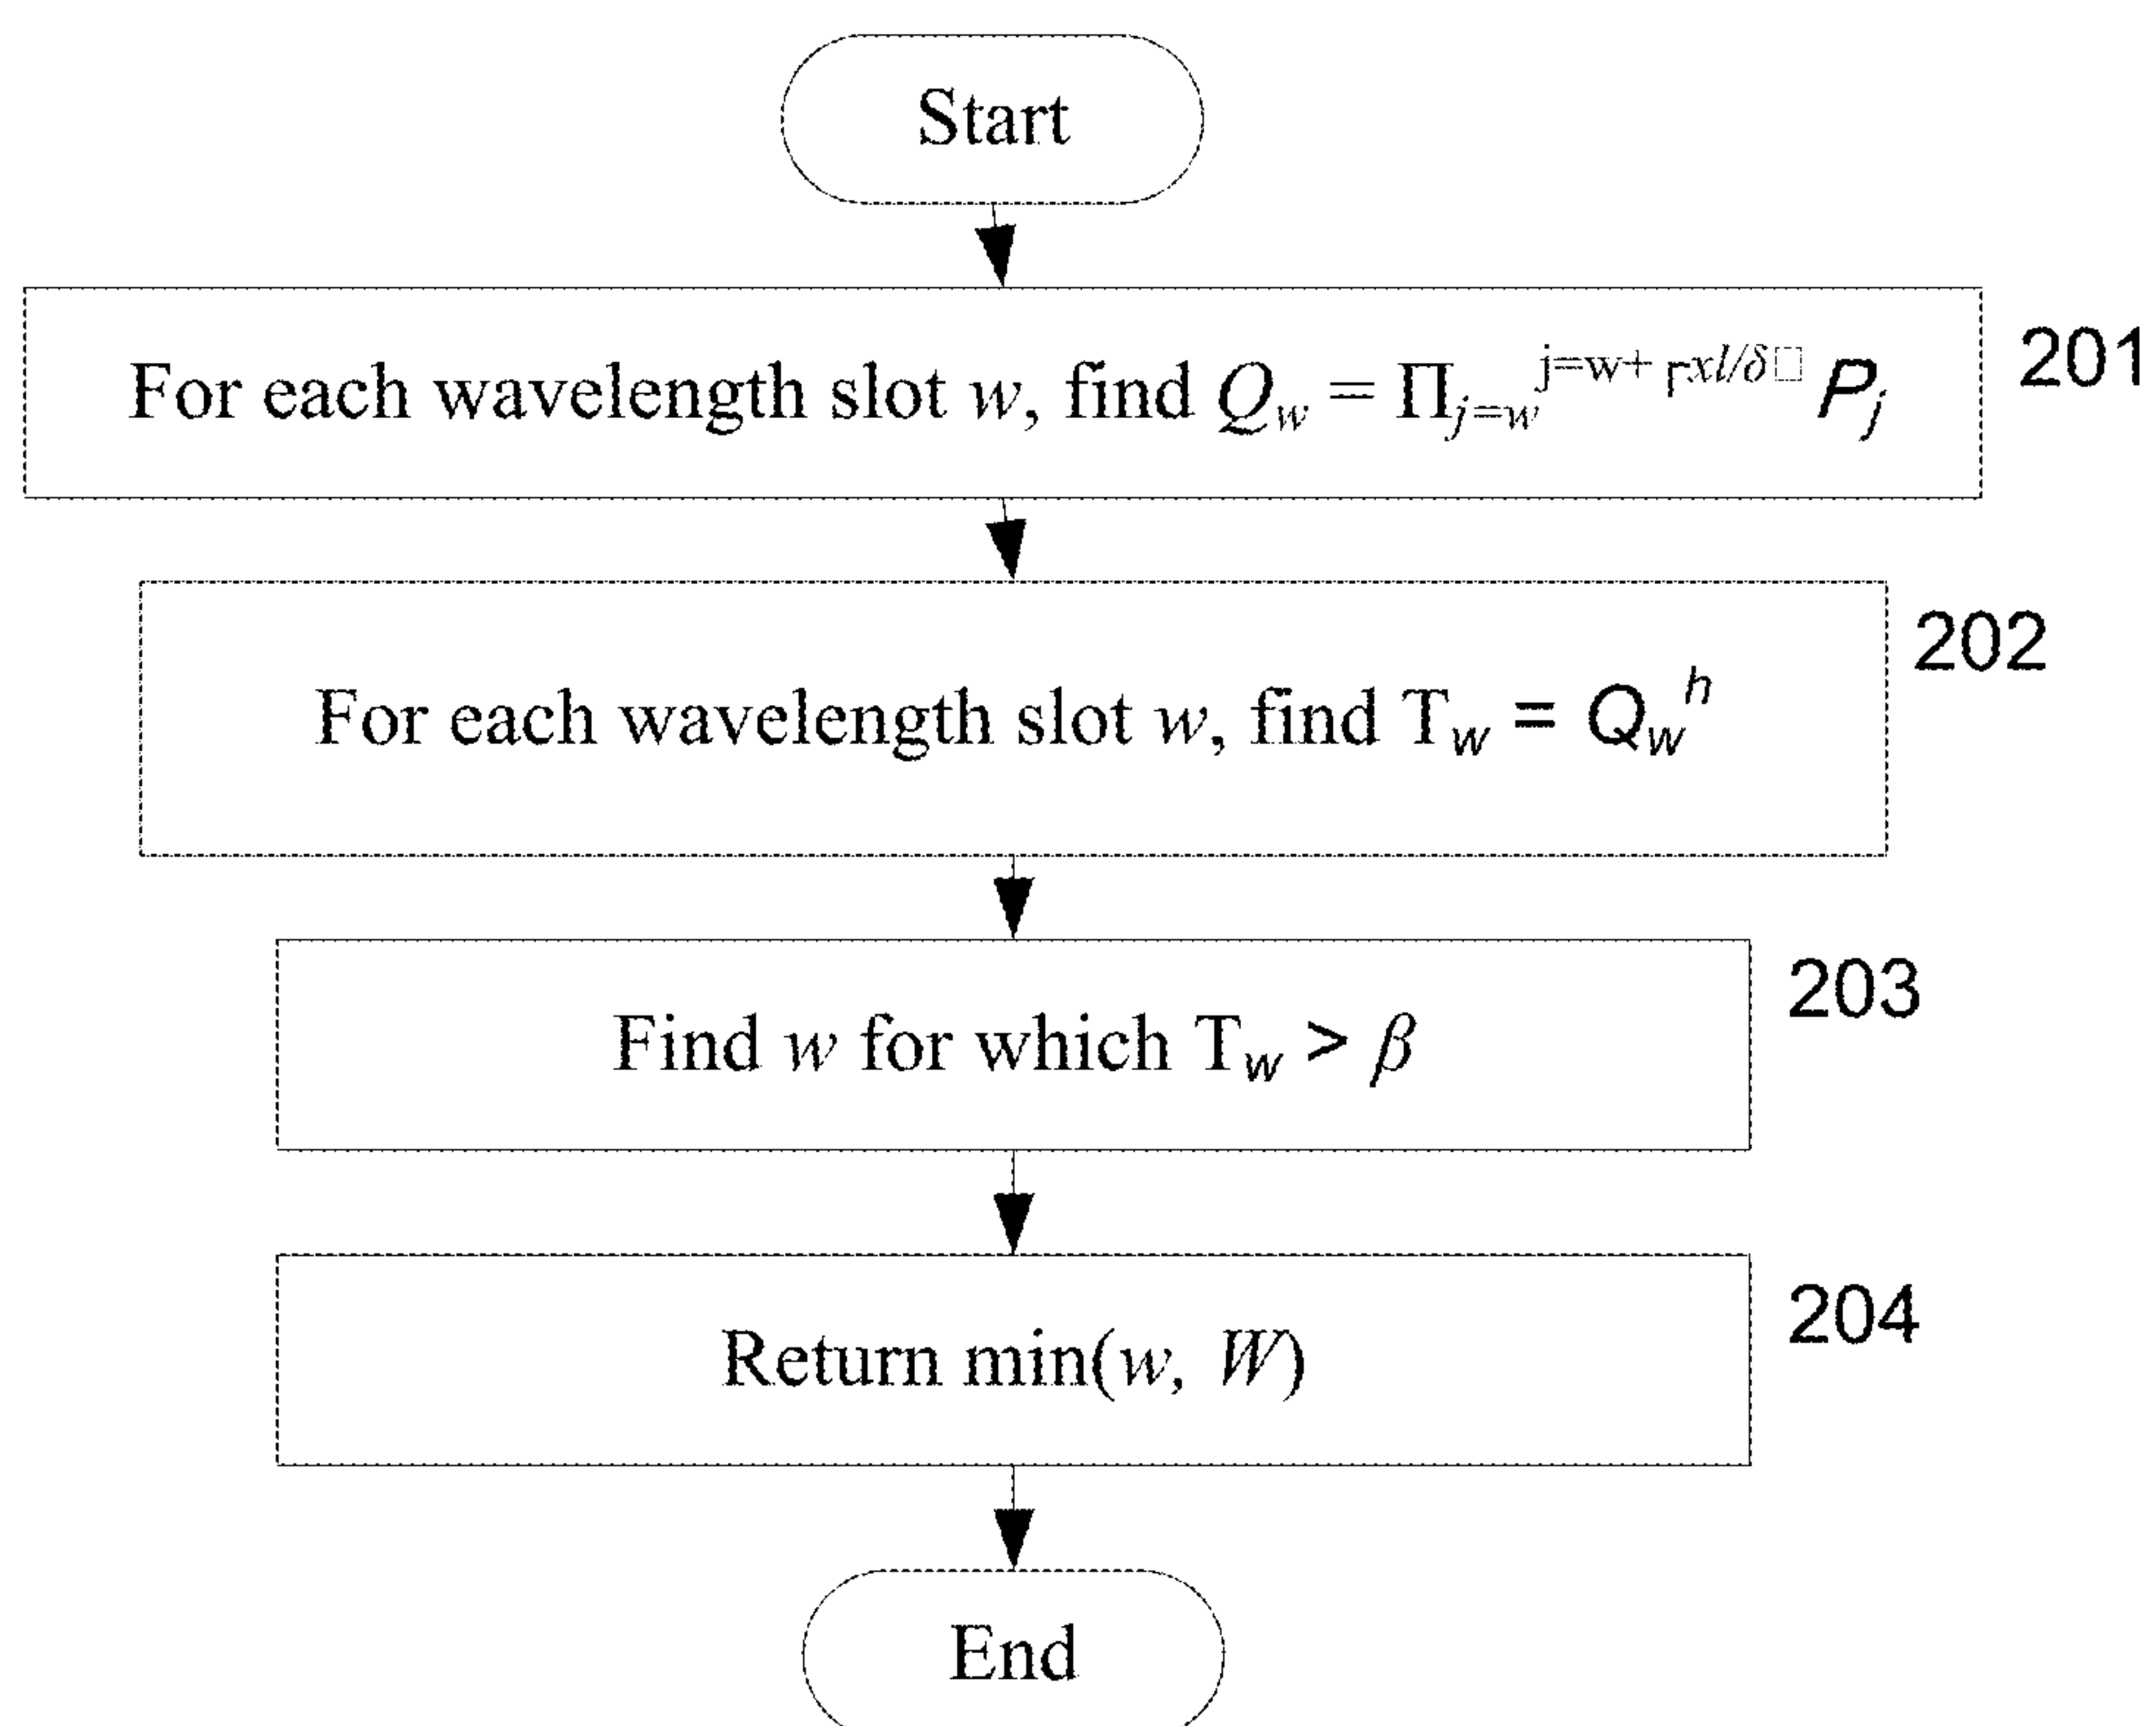 Start
For each wavelength slot w, find Q_w = Π_{j=w}^{j=w+⌈xl/δ□} P_j
201
For each wavelength slot w, find T_w = Q_w^h
202
Find w for which T_w > β
203
Return min(w, W)
204
End